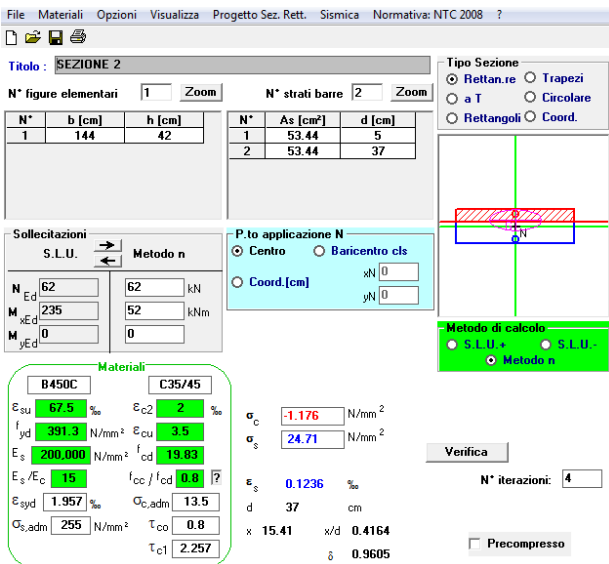 File Materiali Opzioni Visualizza Progetto Sez. Rett. Sismica Normativa: NTC 2008 ?
Titolo : SEZIONE 2
N° figure elementari 1 Zoom
N° b [cm] h [cm]
1 144 42
N° strati barre 2 Zoom
N° As [cm²] d [cm]
1 53.44 5
2 53.44 37
Tipo Sezione
Rettan.re Trapezi
a T Circolare
Rettangoli Coord.
N
Sollecitazioni
S.L.U. Metodo n
N Ed 62 62 kN
M xEd 235 52 kNm
M yEd 0 0
P.to applicazione N
Centro Baricentro cls
Coord.[cm] xN 0
yN 0
Metodo di calcolo
S.L.U.+ S.L.U.-
Metodo n
Materiali
B450C C35/45
εsu 67.5 ‰ εc2 2 ‰
fyd 391.3 N/mm² εcu 3.5
Es 200,000 N/mm² fcd 19.83
Es/Ec 15 fcc / fcd 0.8 ?
εsyd 1.957 ‰ σc,adm 13.5
σs,adm 255 N/mm² τco 0.8
τc1 2.257
σc -1.176 N/mm²
σs 24.71 N/mm²
εs 0.1236 ‰
d 37 cm
x 15.41 x/d 0.4164
δ 0.9605
Verifica
N° iterazioni: 4
Precompresso